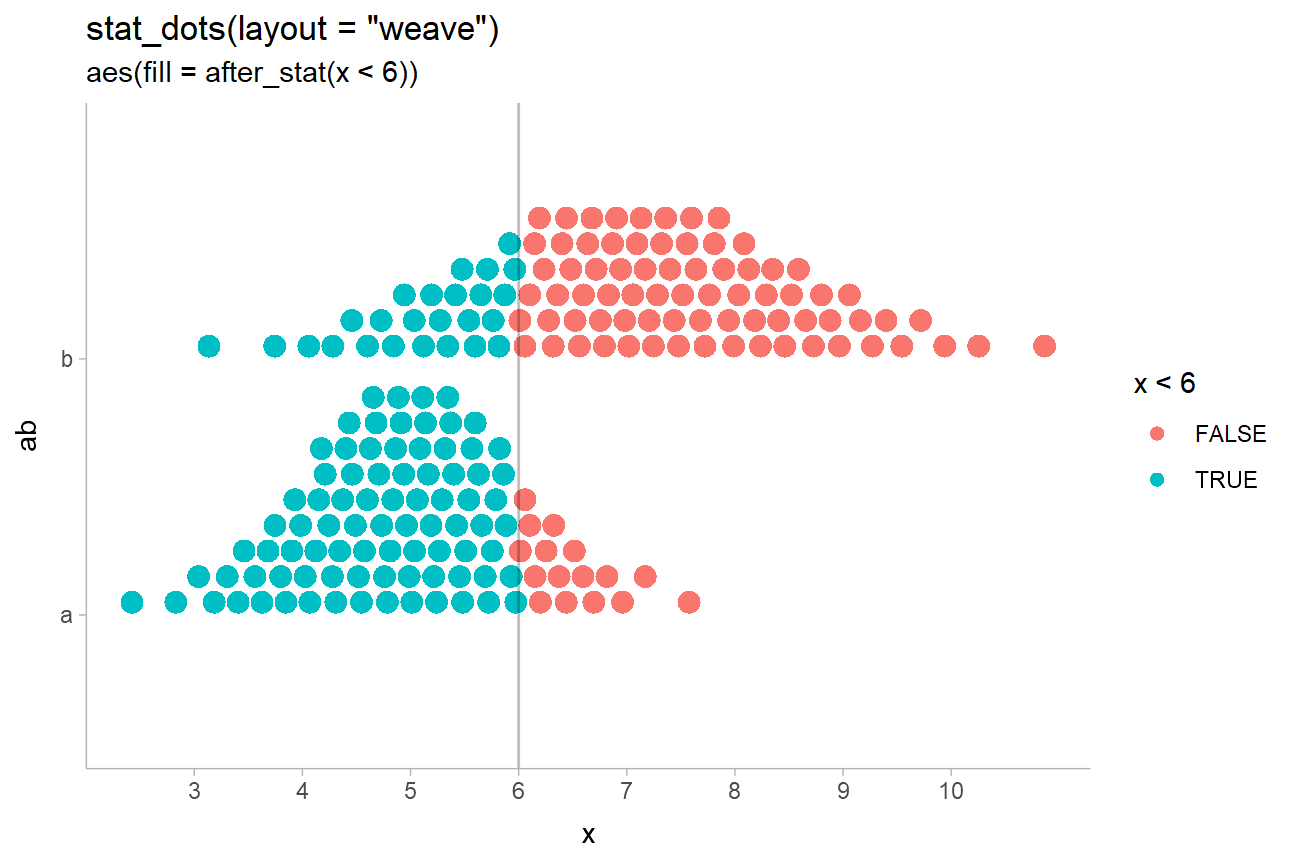 stat_dots(layout = "weave")
aes(fill = after_stat(x < 6))
b
a
ab
3 4 5 6 7 8 9 10
x
x < 6
FALSE
TRUE